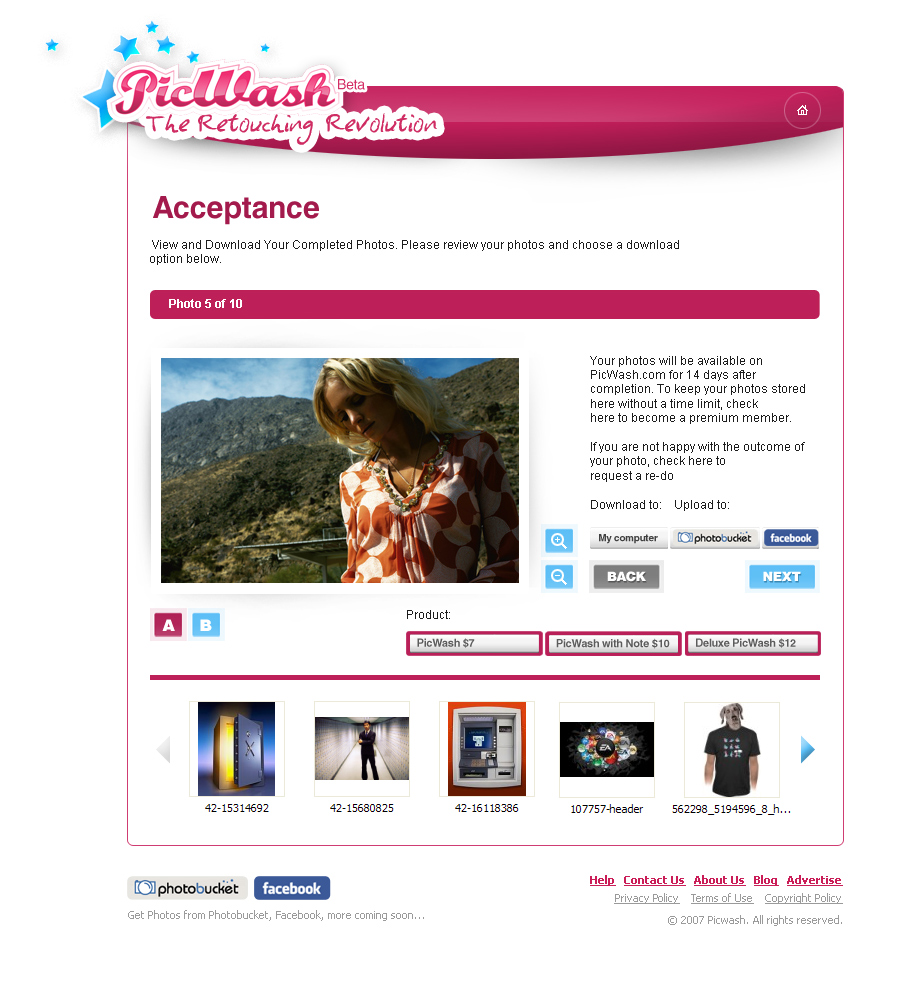 PicWash Beta
The Retouching Revolution
Acceptance
View and Download Your Completed Photos. Please review your photos and choose a download
option below.
Photo 5 of 10
Your photos will be available on
PicWash.com for 14 days after
completion. To keep your photos stored
here without a time limit, check
here to become a premium member.
If you are not happy with the outcome of
your photo, check here to
request a re-do
Download to: Upload to:
My computer photobucket facebook
BACK NEXT
A B
Product:
PicWash $7 PicWash with Note $10 Deluxe PicWash $12
EA
42-15314692 42-15680825 42-16118386 107757-header 562298_5194596_8_h...
photobucket facebook
Get Photos from Photobucket, Facebook, more coming soon...
Help Contact Us About Us Blog Advertise
Privacy Policy Terms of Use Copyright Policy
© 2007 Picwash. All rights reserved.